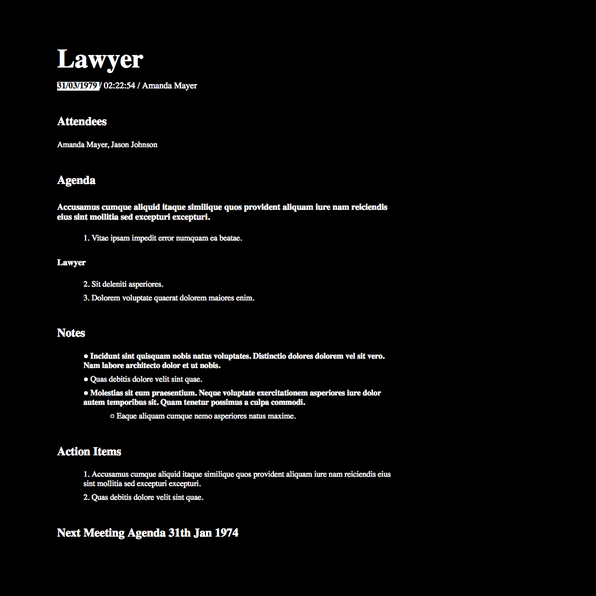 Lawyer
31/03/1979 / 02:22:54 / Amanda Mayer
Attendees
Amanda Mayer, Jason Johnson
Agenda
Accusamus cumque aliquid itaque similique quos provident aliquam iure nam reiciendis
eius sint mollitia sed excepturi excepturi.
1. Vitae ipsam impedit error numquam ea beatae.
Lawyer
2. Sit deleniti asperiores.
3. Dolorem voluptate quaerat dolorem maiores enim.
Notes
● Incidunt sint quisquam nobis natus voluptates. Distinctio dolores dolorem vel sit vero.
Nam labore architecto dolor et ut nobis.
● Quas debitis dolore velit sint quae.
● Molestias sit eum praesentium. Neque voluptate exercitationem asperiores iure dolor
autem temporibus sit. Quam tenetur possimus a culpa commodi.
○ Eaque aliquam cumque nemo asperiores natus maxime.
Action Items
1. Accusamus cumque aliquid itaque similique quos provident aliquam iure nam reiciendis eius
sint mollitia sed excepturi excepturi.
2. Quas debitis dolore velit sint quae.
Next Meeting Agenda 31th Jan 1974